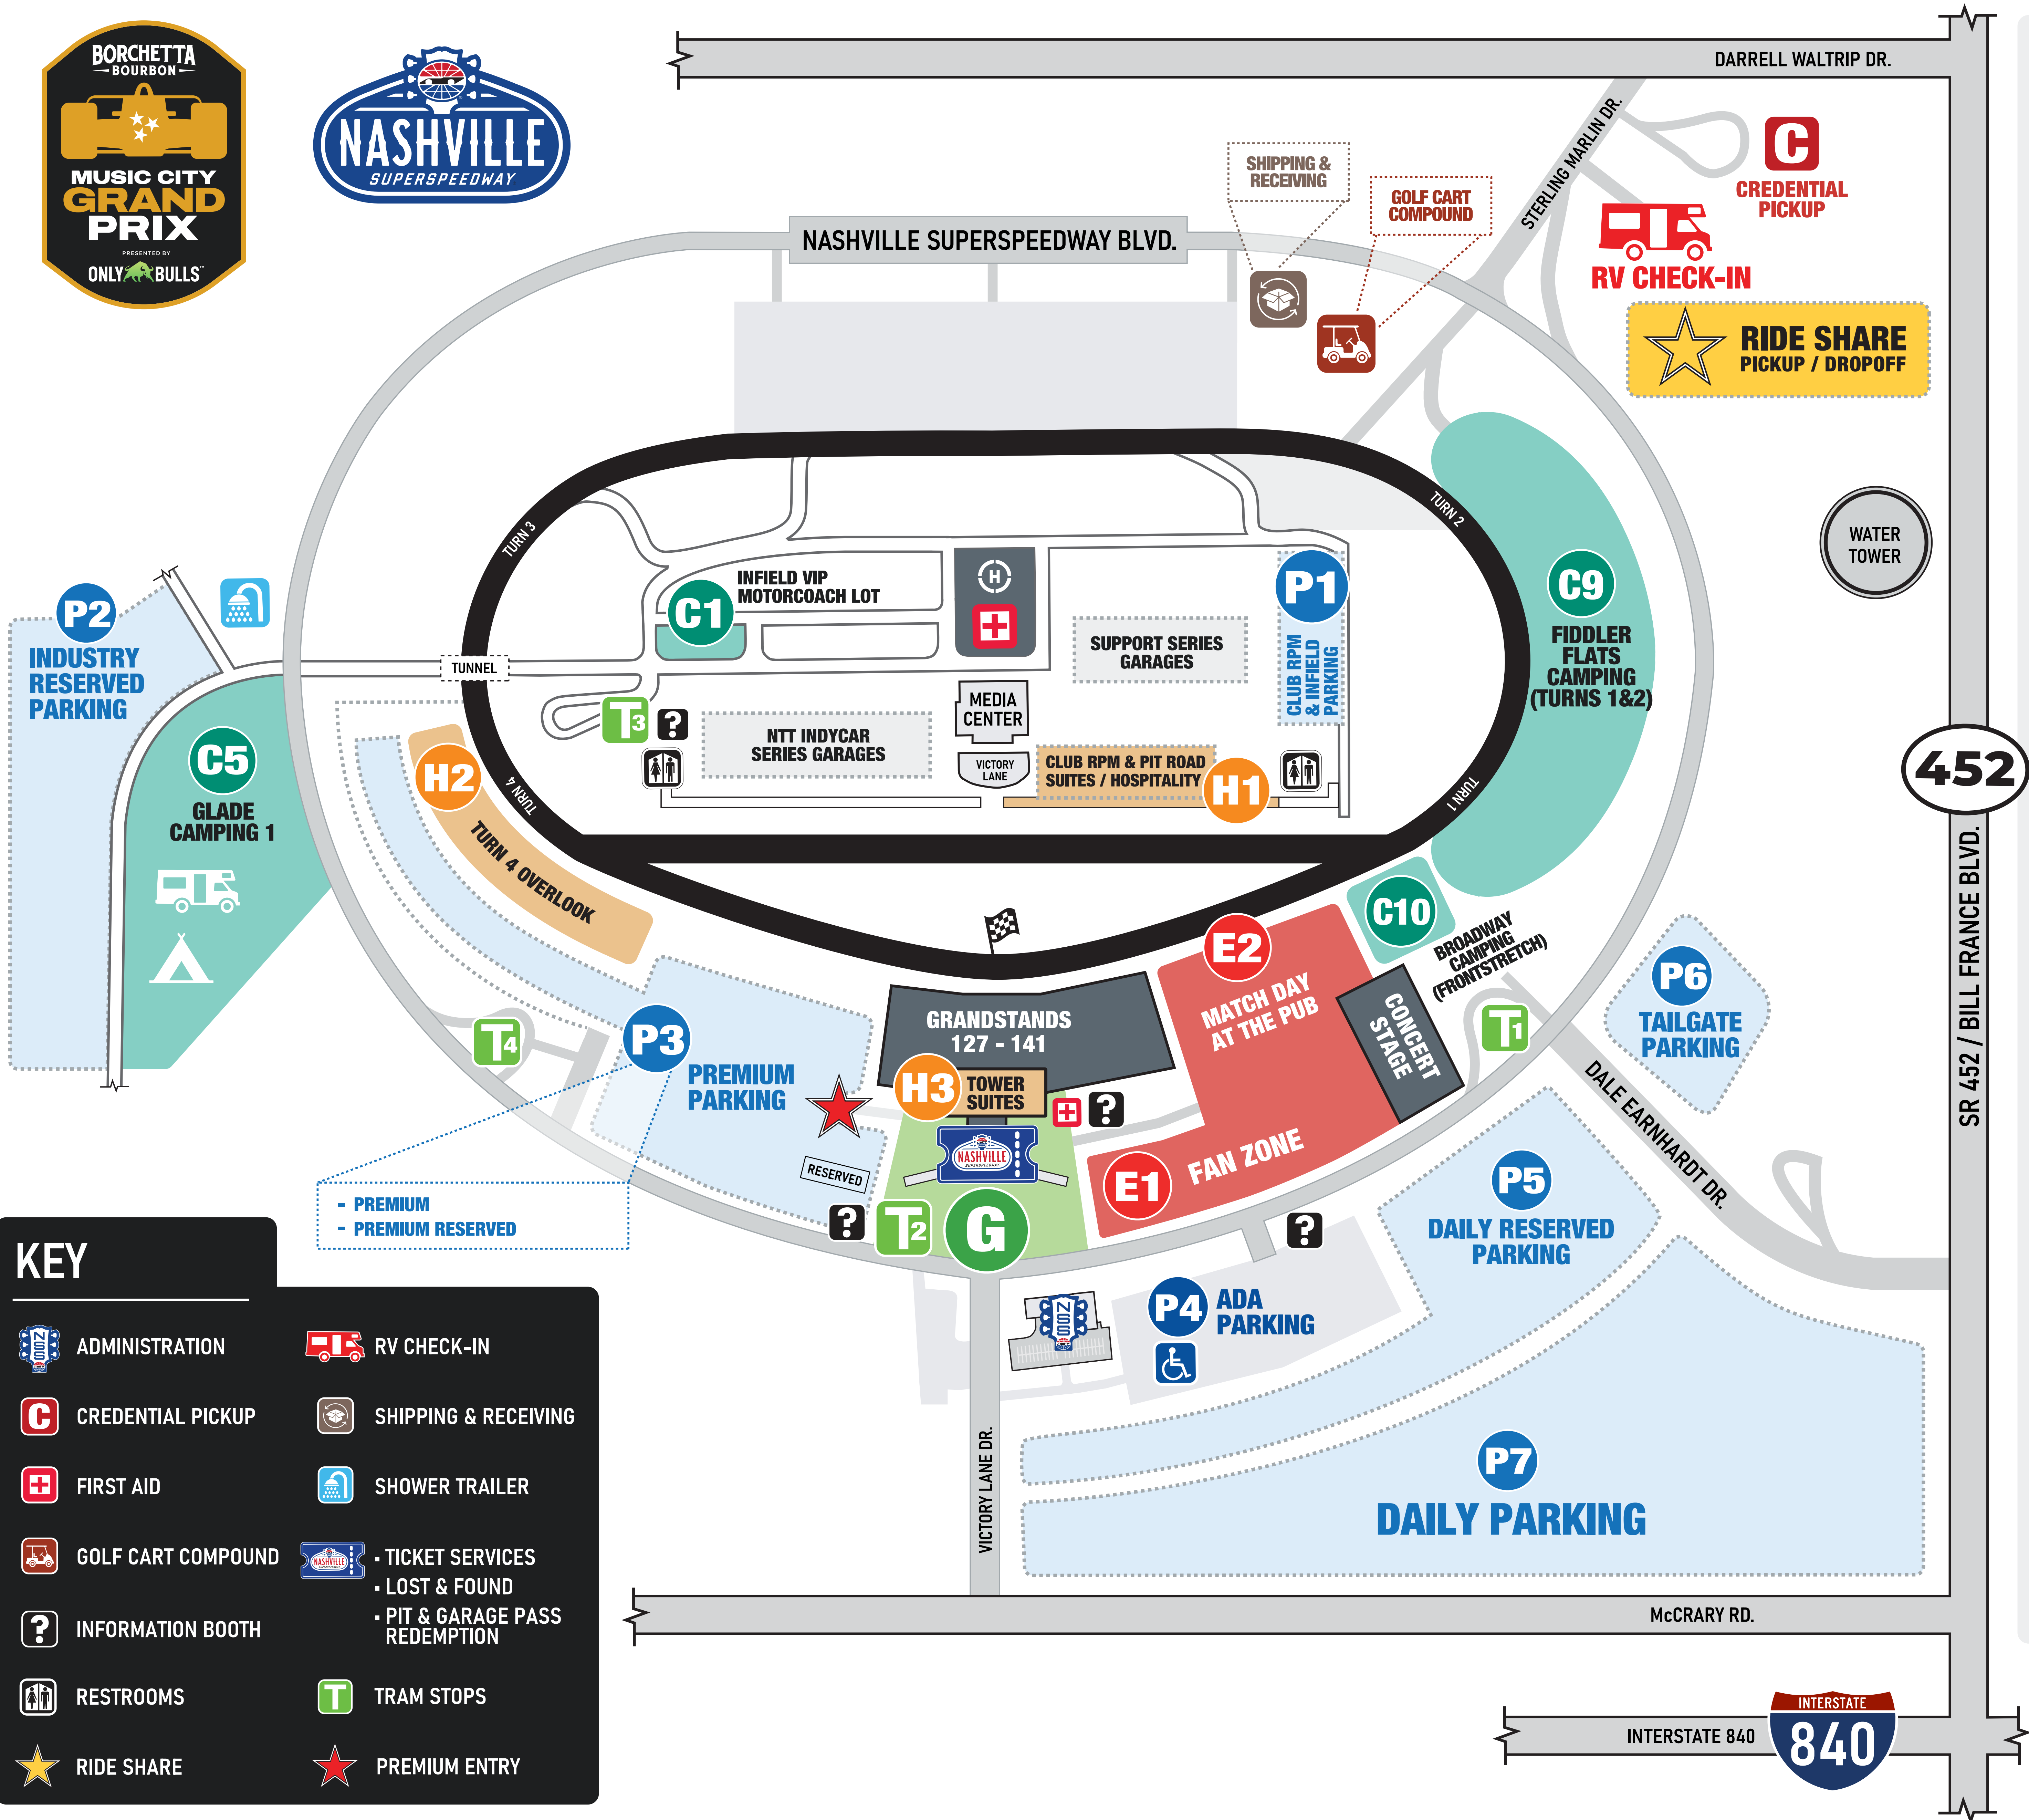 BORCHETTA
BOURBON
MUSIC CITY
GRAND
PRIX
PRESENTED BY
ONLY BULLS™
NASHVILLE
SUPERSPEEDWAY
DARRELL WALTRIP DR.
STERLING MARLIN DR.
C
CREDENTIAL
PICKUP
SHIPPING &
RECEIVING
GOLF CART
COMPOUND
RV CHECK-IN
NASHVILLE SUPERSPEEDWAY BLVD.
RIDE SHARE
PICKUP / DROPOFF
TURN 3
TURN 2
WATER
TOWER
P2
INDUSTRY
RESERVED
PARKING
TUNNEL
C1
INFIELD VIP
MOTORCOACH LOT
H
P1
CLUB RPM
& INFIELD
PARKING
SUPPORT SERIES
GARAGES
C9
FIDDLER
FLATS
CAMPING
(TURNS 1&2)
T3
?
NTT INDYCAR
SERIES GARAGES
MEDIA
CENTER
VICTORY
LANE
CLUB RPM & PIT ROAD
SUITES / HOSPITALITY
H1
C5
GLADE
CAMPING 1
H2
TURN 4
TURN 4 OVERLOOK
TURN 1
452
SR 452 / BILL FRANCE BLVD.
C10
BROADWAY
CAMPING
(FRONTSTRETCH)
E2
MATCH DAY
AT THE PUB
CONCERT
STAGE
T1
P6
TAILGATE
PARKING
DALE EARNHARDT DR.
T4
P3
PREMIUM
PARKING
GRANDSTANDS
127 - 141
H3
TOWER
SUITES
?
NASHVILLE
SUPERSPEEDWAY
RESERVED
E1
FAN ZONE
- PREMIUM
- PREMIUM RESERVED
?
T2
G
?
P5
DAILY RESERVED
PARKING
NSS
P4
ADA
PARKING
VICTORY LANE DR.
P7
DAILY PARKING
McCRARY RD.
INTERSTATE 840
INTERSTATE
840
KEY
NSS
ADMINISTRATION
RV CHECK-IN
C
CREDENTIAL PICKUP
SHIPPING & RECEIVING
FIRST AID
SHOWER TRAILER
GOLF CART COMPOUND
NASHVILLE
· TICKET SERVICES
· LOST & FOUND
· PIT & GARAGE PASS
REDEMPTION
?
INFORMATION BOOTH
RESTROOMS
T
TRAM STOPS
RIDE SHARE
PREMIUM ENTRY